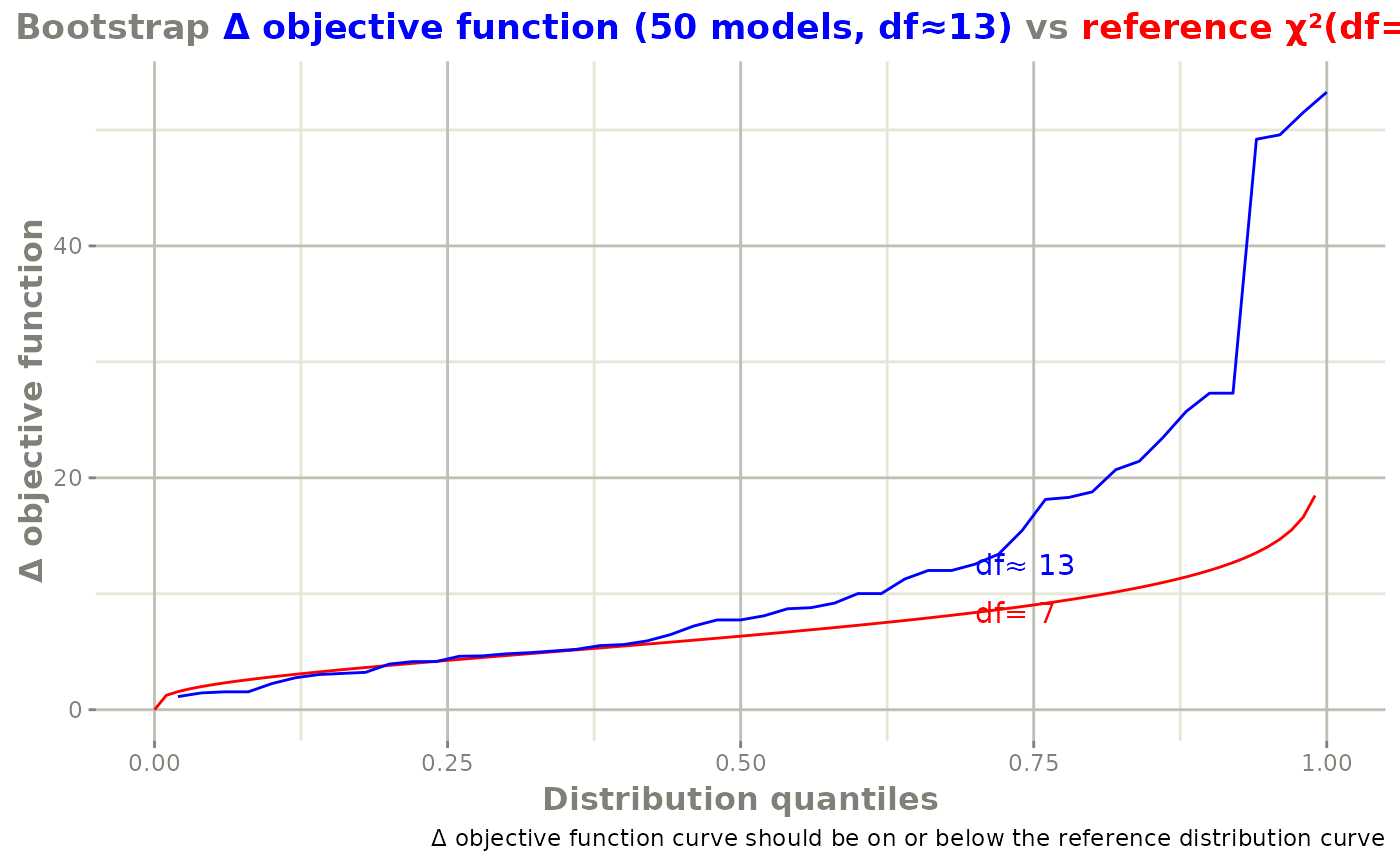 Bootstrap Δ objective function (50 models, df≈13) vs reference χ²(df=
Δ objective function
40
20
0
df≈ 13
df= 7
0.00 0.25 0.50 0.75 1.00
Distribution quantiles
Δ objective function curve should be on or below the reference distribution curve